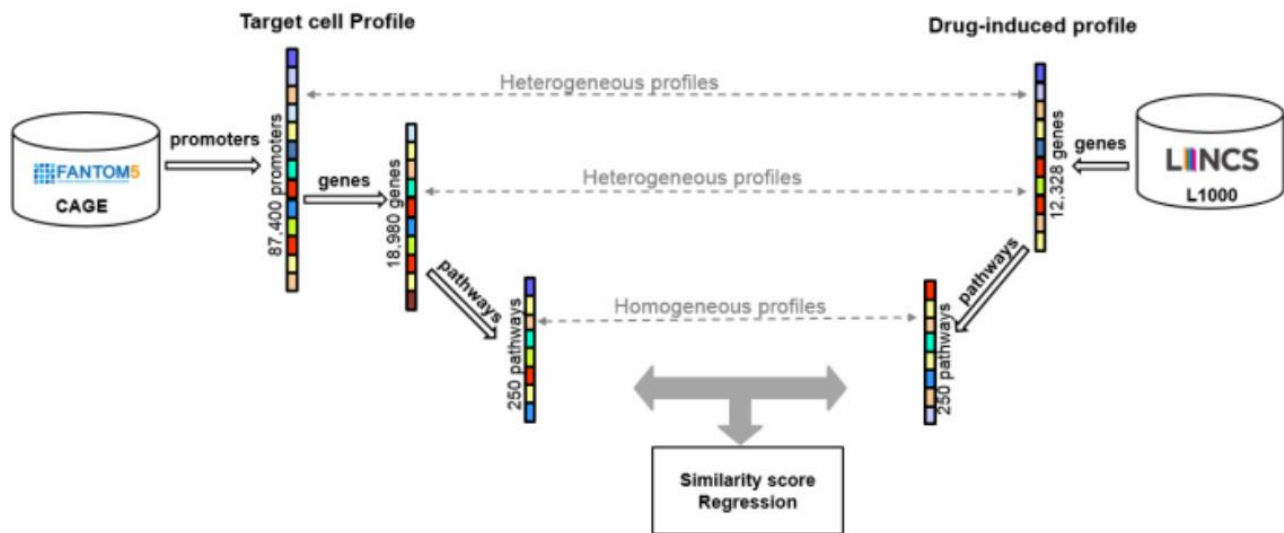 Target cell Profile
Drug-induced profile
Heterogeneous profiles
promoters
FANTOM5
CAGE
87,400 promoters
genes
18,980 genes
Heterogeneous profiles
12,328 genes
genes
LINCS
L1000
pathways
pathways
250 pathways
Homogeneous profiles
250 pathways
Similarity score
Regression